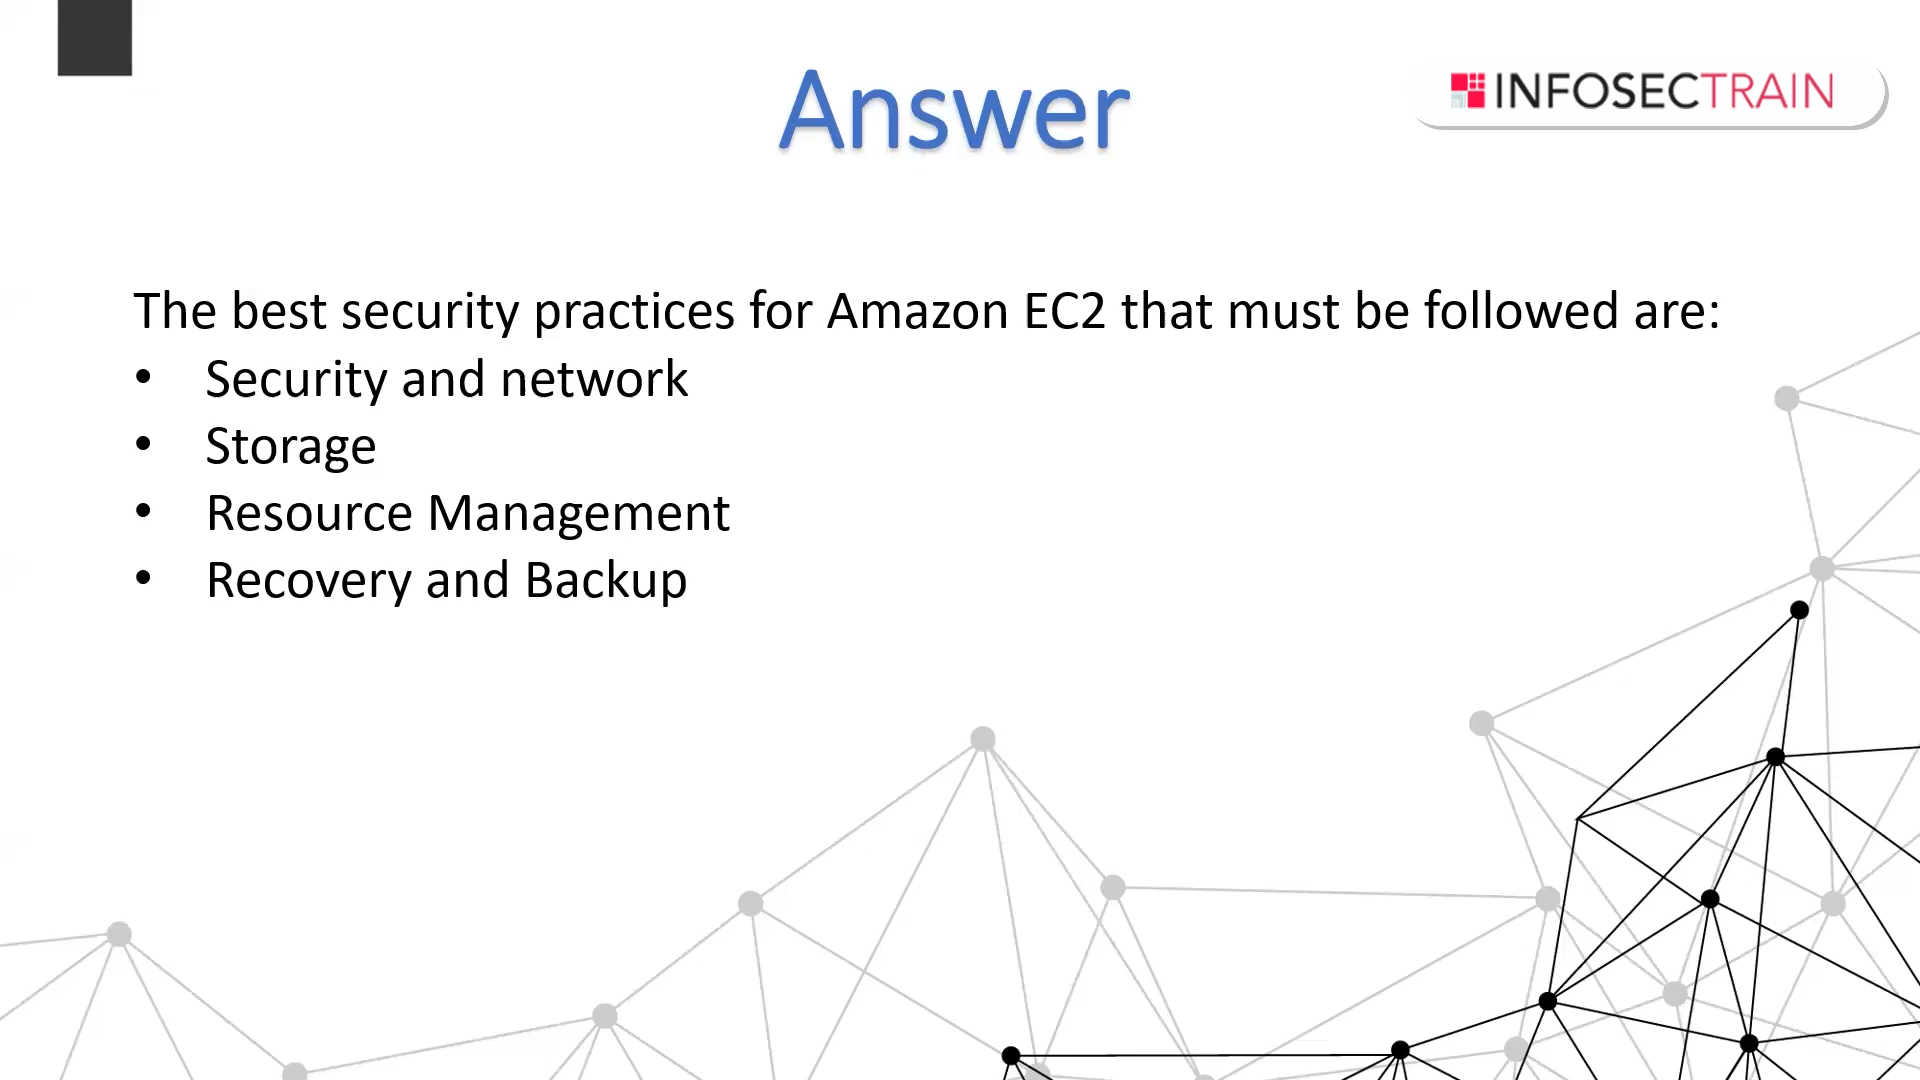 Answer
INFOSECTRAIN
The best security practices for Amazon EC2 that must be followed are:
• Security and network
• Storage
• Resource Management
• Recovery and Backup